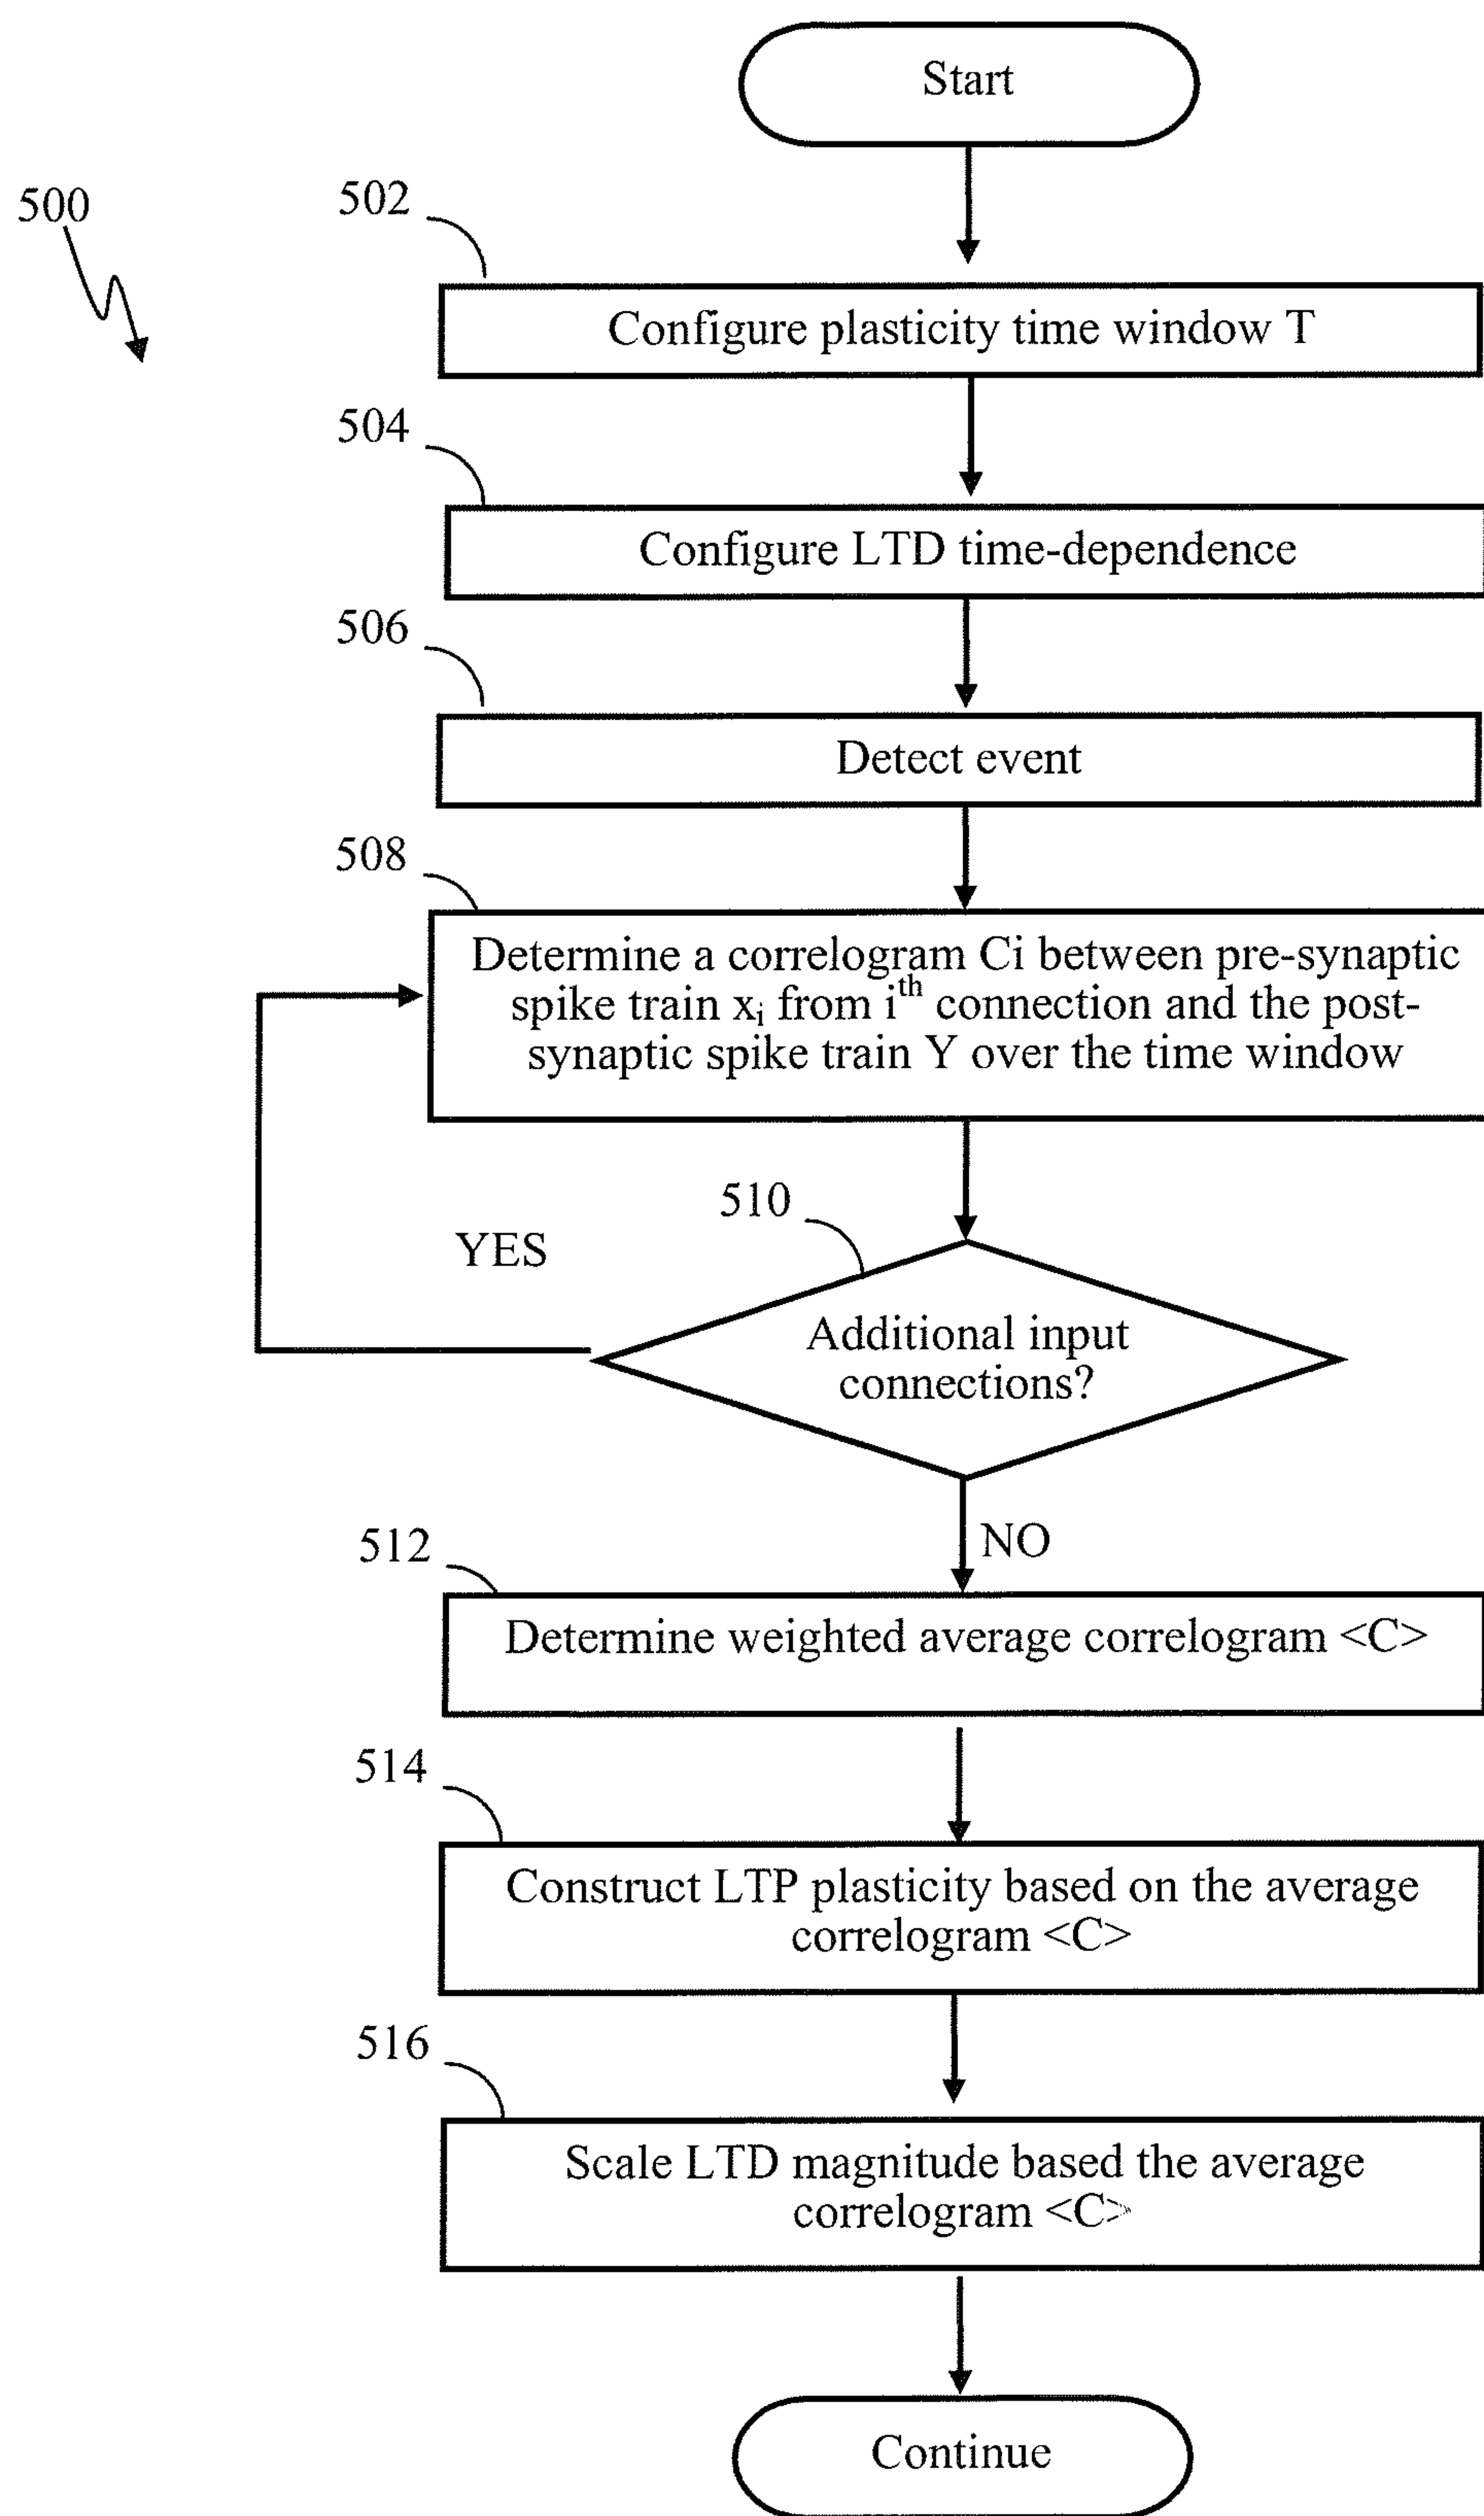 Start
500
502
Configure plasticity time window T
504
Configure LTD time-dependence
506
Detect event
508
Determine a correlogram Ci between pre-synaptic
spike train xᵢ from iᵗʰ connection and the post-
synaptic spike train Y over the time window
510
YES
Additional input
connections?
NO
512
Determine weighted average correlogram <C>
514
Construct LTP plasticity based on the average
correlogram <C>
516
Scale LTD magnitude based the average
correlogram <C>
Continue